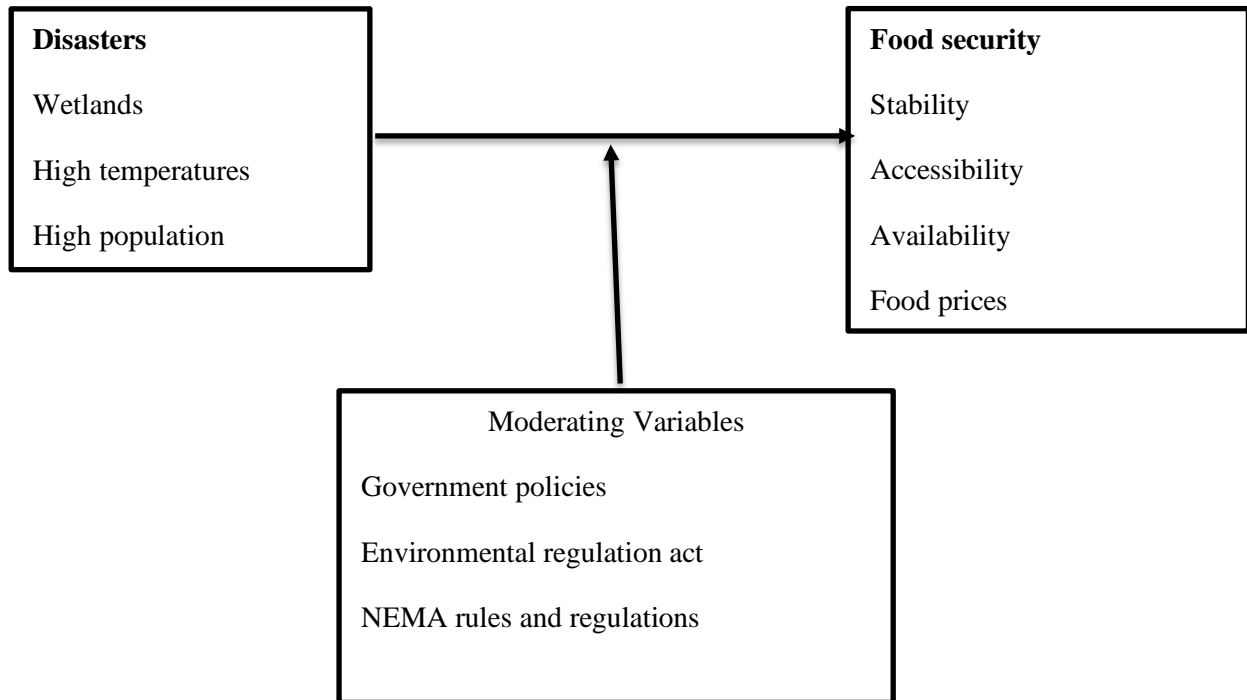 Disasters
Wetlands
High temperatures
High population
Food security
Stability
Accessibility
Availability
Food prices
Moderating Variables
Government policies
Environmental regulation act
NEMA rules and regulations